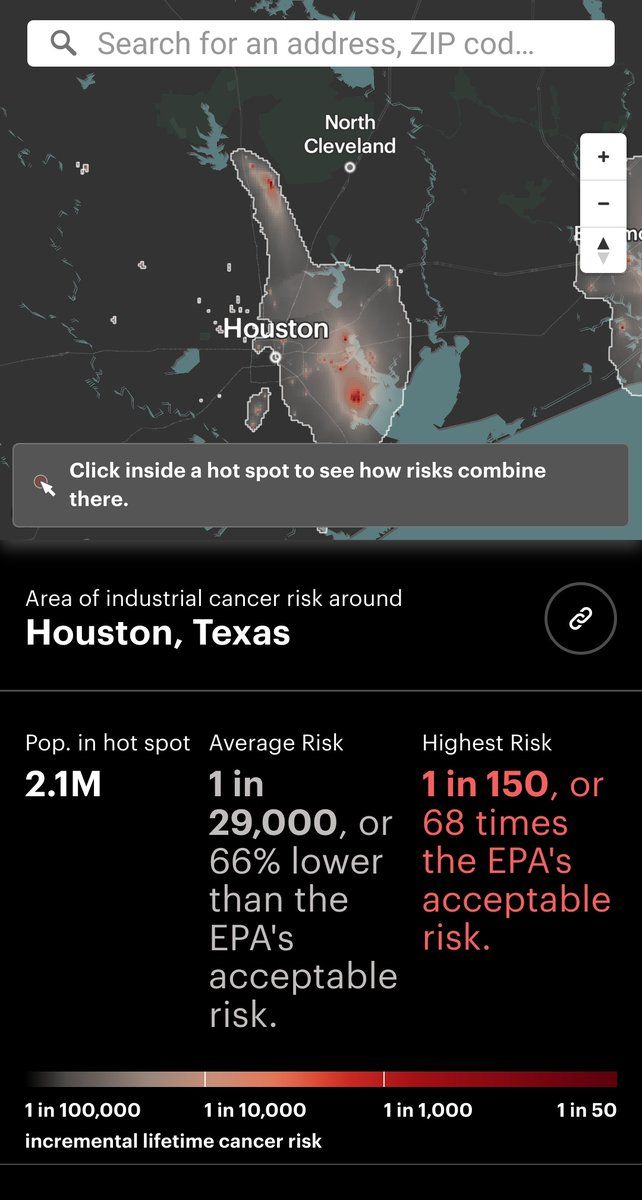 Search for an address, ZIP cod...
North
Cleveland
Houston
Click inside a hot spot to see how risks combine
there.
Area of industrial cancer risk around
Houston, Texas
Pop. in hot spot
2.1M
Average Risk
1 in
29,000, or
66% lower
than the
EPA's
acceptable
risk.
Highest Risk
1 in 150, or
68 times
the EPA's
acceptable
risk.
1 in 100,000
1 in 10,000
1 in 1,000
1 in 50
incremental lifetime cancer risk